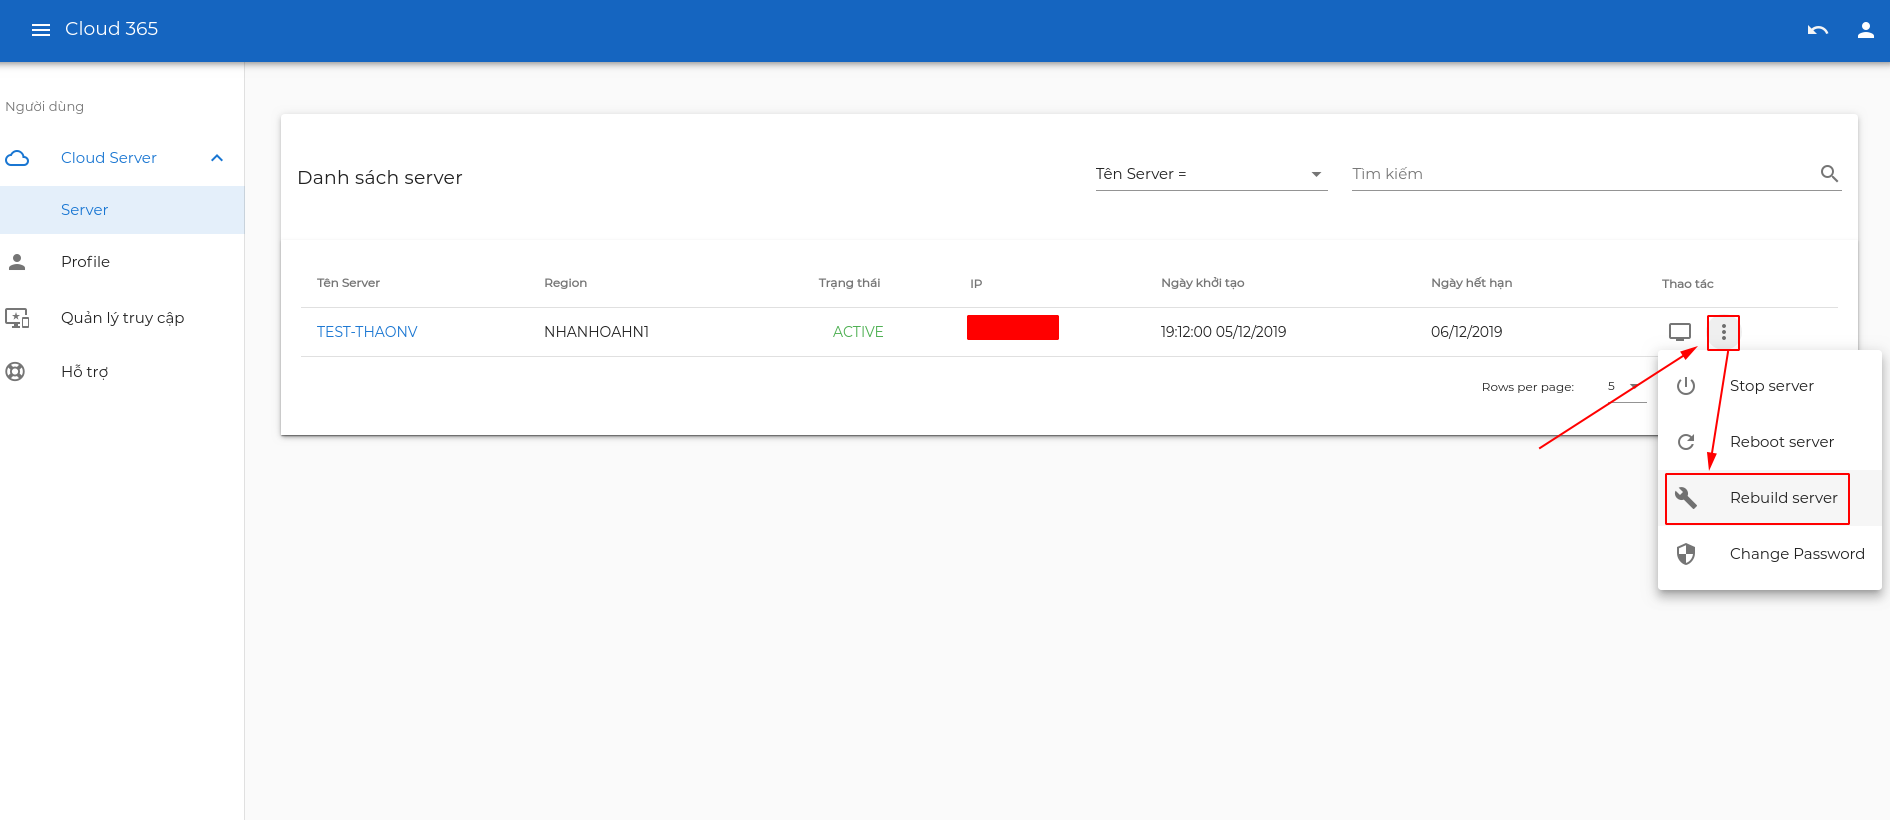 Cloud 365
Người dùng
Cloud Server
Server
Profile
Quản lý truy cập
Hỗ trợ
Danh sách server
Tên Server =
Tìm kiếm
Tên Server Region Trạng thái IP Ngày khởi tạo Ngày hết hạn Thao tác
TEST-THAONV NHANHOAHN1 ACTIVE 19:12:00 05/12/2019 06/12/2019
Rows per page: 5
Stop server
Reboot server
Rebuild server
Change Password